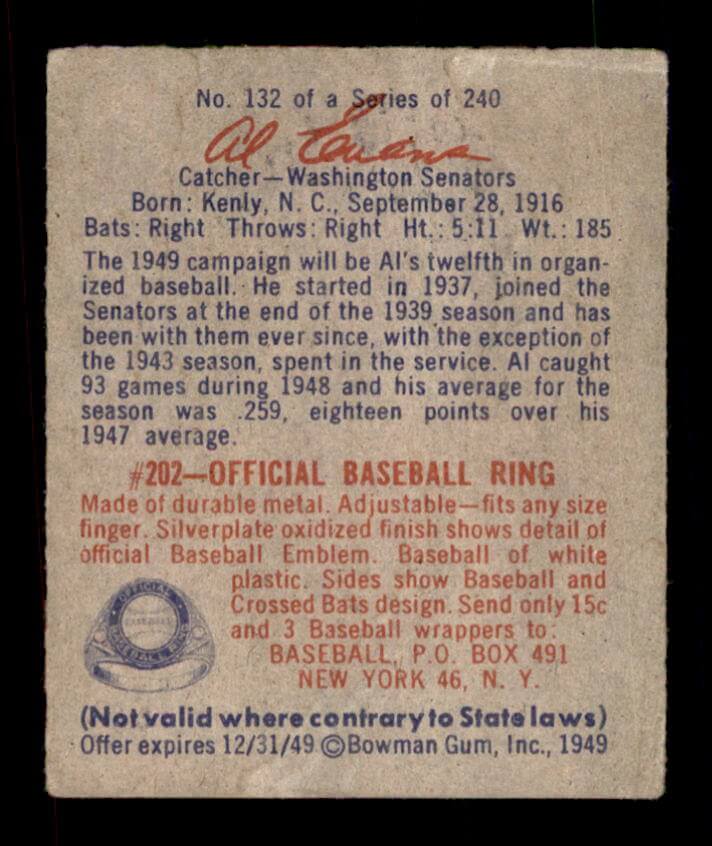 No. 132 of a Series of 240
Al Evans
Catcher—Washington Senators
Born: Kenly, N. C., September 28, 1916
Bats: Right Throws: Right Ht.: 5:11 Wt.: 185
The 1949 campaign will be Al's twelfth in organ-
ized baseball. He started in 1937, joined the
Senators at the end of the 1939 season and has
been with them ever since, with the exception of
the 1943 season, spent in the service. Al caught
93 games during 1948 and his average for the
season was .259, eighteen points over his
1947 average.
#202—OFFICIAL BASEBALL RING
Made of durable metal. Adjustable—fits any size
finger. Silverplate oxidized finish shows detail of
official Baseball Emblem. Baseball of white
plastic. Sides show Baseball and
Crossed Bats design. Send only 15c
and 3 Baseball wrappers to:
BASEBALL, P.O. BOX 491
NEW YORK 46, N. Y.
OFFICIAL
BASEBALL RING
(Not valid where contrary to State laws)
Offer expires 12/31/49 ©Bowman Gum, Inc., 1949